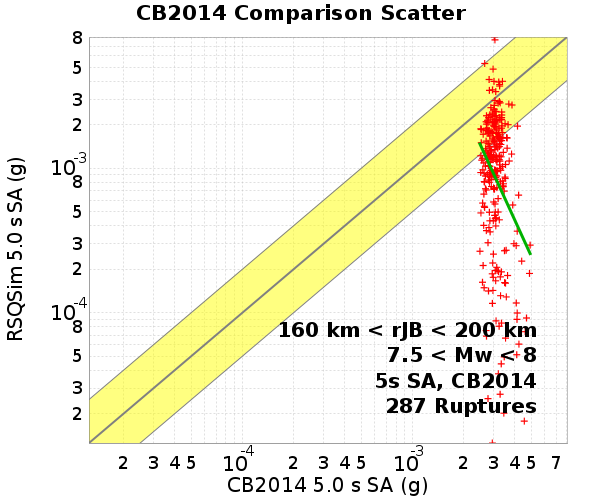 CB2014 Comparison Scatter
8
5
3
2
10-3
8
5
3
2
10-4
8
5
3
2
RSQSim 5.0 s SA (g)
160 km < rJB < 200 km
7.5 < Mw < 8
5s SA, CB2014
287 Ruptures
2 3 4 5 10-4 2 3 4 5 10-3 2 3 4 5 7
CB2014 5.0 s SA (g)